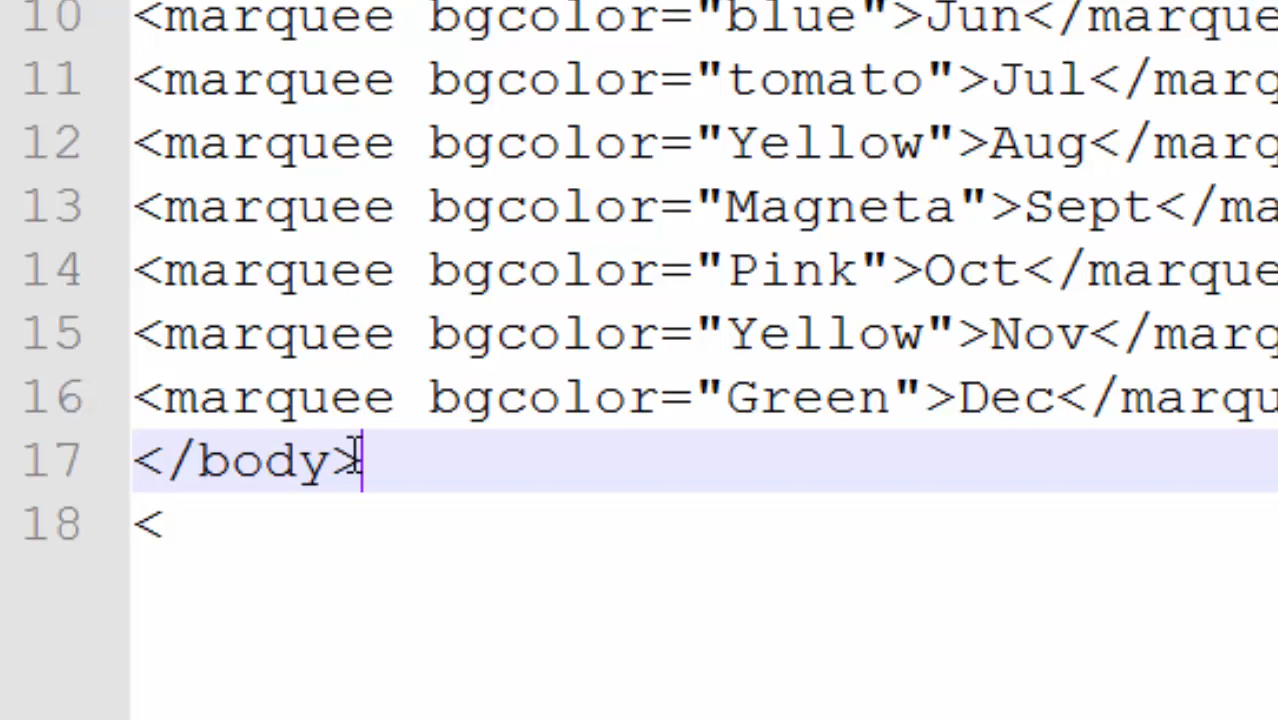 10 <marquee bgcolor="blue">Jun</marque
11 <marquee bgcolor="tomato">Jul</marq
12 <marquee bgcolor="Yellow">Aug</marq
13 <marquee bgcolor="Magneta">Sept</ma
14 <marquee bgcolor="Pink">Oct</marque
15 <marquee bgcolor="Yellow">Nov</marq
16 <marquee bgcolor="Green">Dec</marqu
17 </body>
18 <